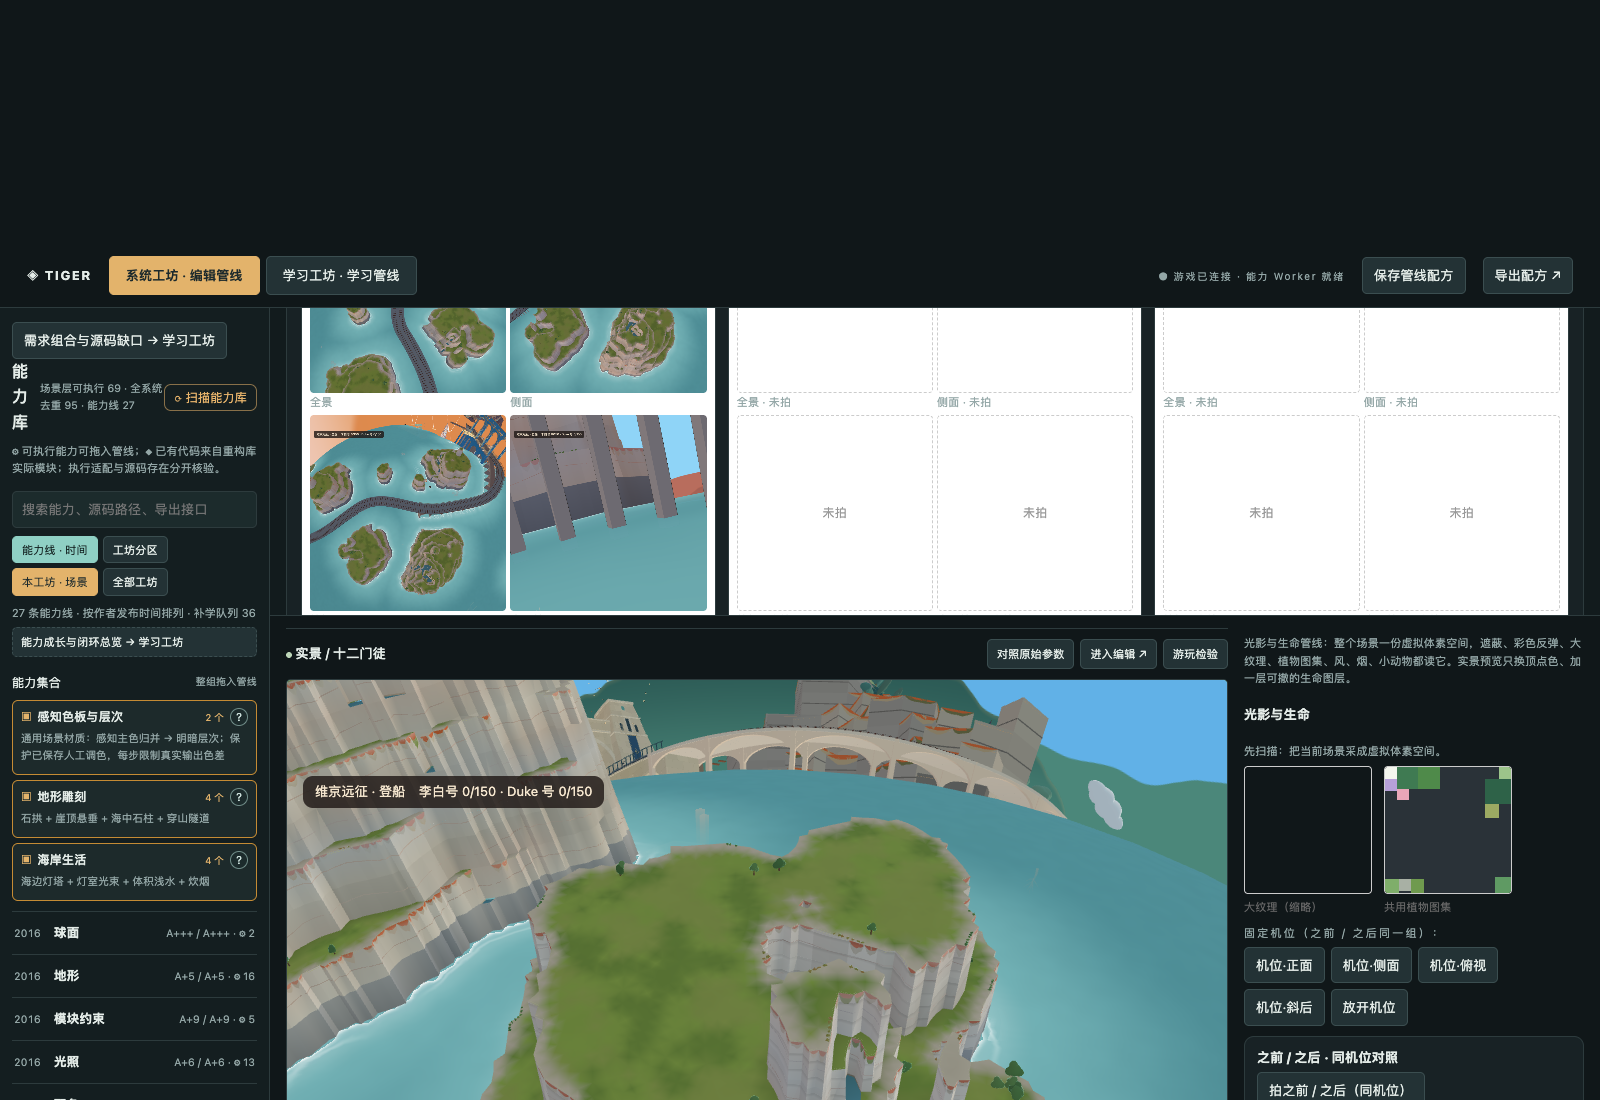 ◈ TIGER
系统工坊 · 编辑管线
学习工坊 · 学习管线
游戏已连接 · 能力 Worker 就绪
保存管线配方
导出配方 ↗
需求组合与源码缺口 → 学习工坊
能力库
场景层可执行 69 · 全系统
去重 95 · 能力线 27
⟳ 扫描能力库
⚙ 可执行能力可拖入管线；◆ 已有代码来自重构库
实际模块；执行适配与源码存在分开核验。
搜索能力、源码路径、导出接口
能力线 · 时间
工坊分区
本工坊 · 场景
全部工坊
27 条能力线 · 按作者发布时间排列 · 补学队列 36
能力成长与闭环总览 → 学习工坊
能力集合
整组拖入管线
▣ 感知色板与层次 2 个 ?
通用场景材质：感知主色归并 → 明暗层次；保
护已保存人工调色，每步限制真实输出色差
▣ 地形雕刻 4 个 ?
石拱 + 崖顶悬垂 + 海中石柱 + 穿山隧道
▣ 海岸生活 4 个 ?
海边灯塔 + 灯室光束 + 体积浅水 + 炊烟
2016 球面 A+++ / A+++ · ⚙ 2
2016 地形 A+5 / A+5 · ⚙ 16
2016 模块约束 A+9 / A+9 · ⚙ 5
2016 光照 A+6 / A+6 · ⚙ 13
全景
侧面
全景 · 未拍
侧面 · 未拍
全景 · 未拍
侧面 · 未拍
未拍
未拍
未拍
未拍
实景 / 十二门徒
对照原始参数
进入编辑 ↗
游玩检验
维京远征 · 登船 李白号 0/150 · Duke 号 0/150
光影与生命管线：整个场景一份虚拟体素空间，遮蔽、彩色反弹、大
纹理、植物图集、风、烟、小动物都读它。实景预览只换顶点色、加
一层可撤的生命图层。
光影与生命
先扫描：把当前场景采成虚拟体素空间。
大纹理（缩略）
共用植物图集
固定机位（之前 / 之后同一组）：
机位·正面
机位·侧面
机位·俯视
机位·斜后
放开机位
之前 / 之后 · 同机位对照
拍之前 / 之后（同机位）